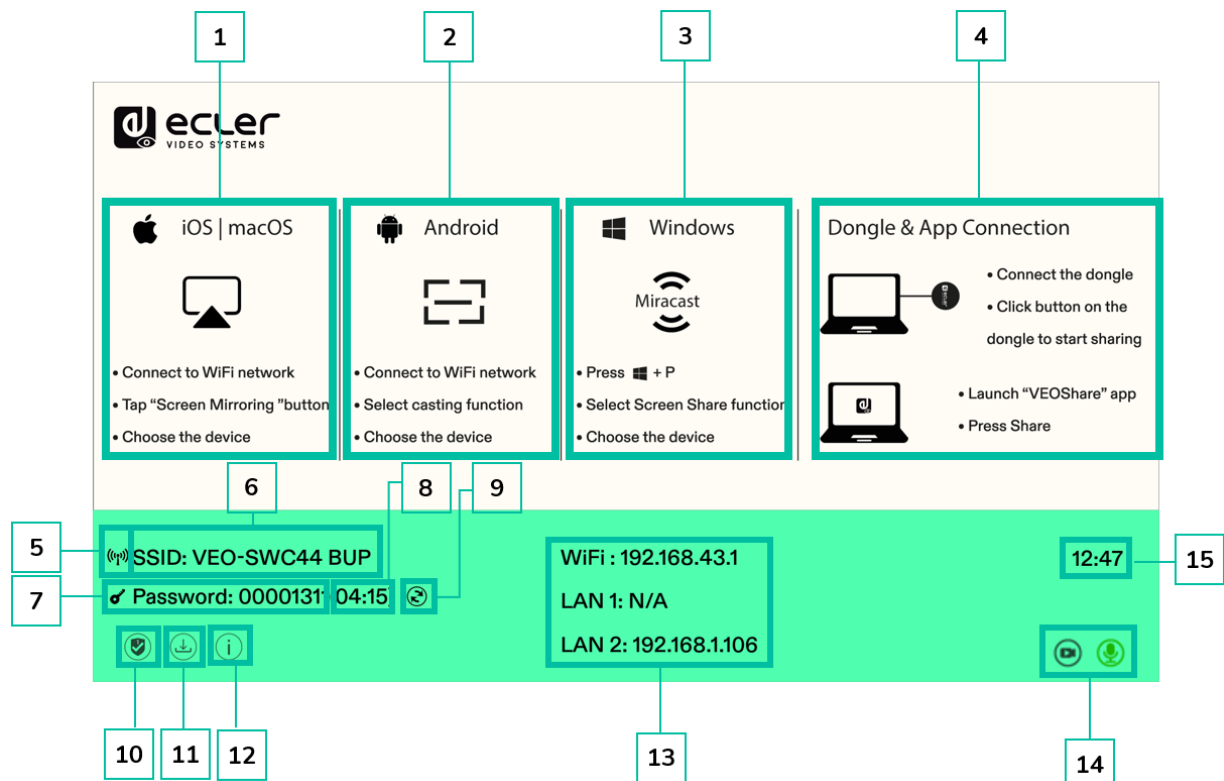 1
2
3
4
ecler
VIDEO SYSTEMS
iOS | macOS
• Connect to WiFi network
• Tap “Screen Mirroring ”button
• Choose the device
Android
• Connect to WiFi network
• Select casting function
• Choose the device
Windows
Miracast
• Press + P
• Select Screen Share function
• Choose the device
Dongle & App Connection
• Connect the dongle
• Click button on the
dongle to start sharing
• Launch “VEOShare” app
• Press Share
6
8
9
5
SSID: VEO-SWC44 BUP
7
Password: 00001311
04:15
WiFi : 192.168.43.1
LAN 1: N/A
LAN 2: 192.168.1.106
12:47
15
10
11
12
13
14